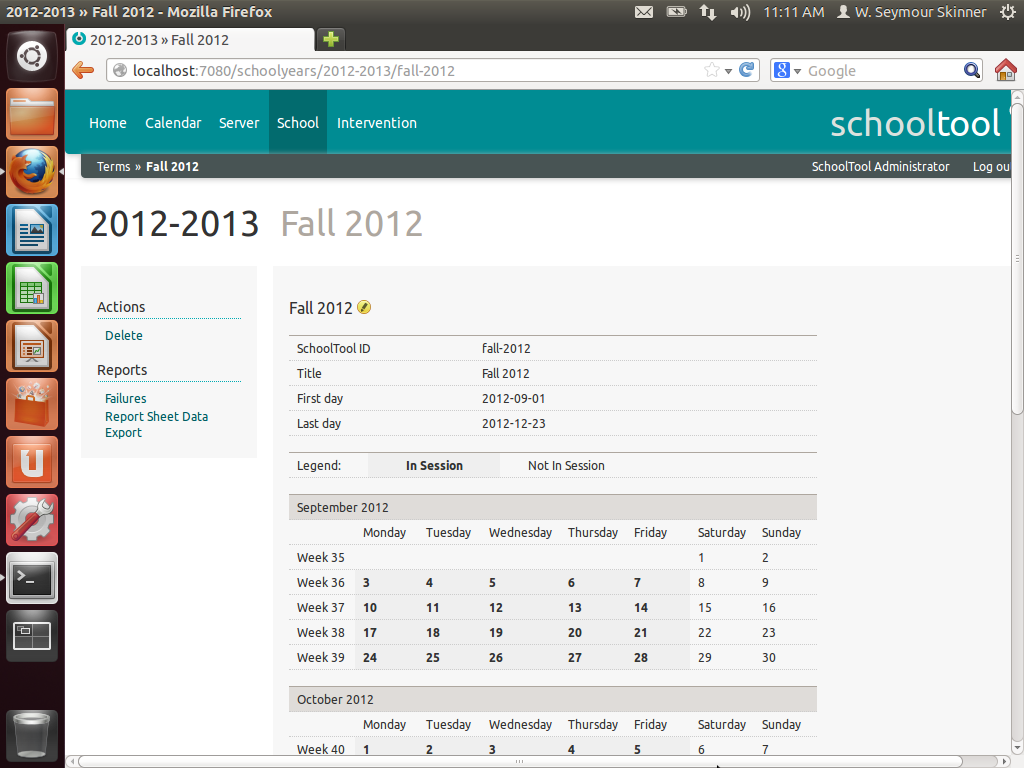 2012-2013 » Fall 2012 - Mozilla Firefox
11:11 AM W. Seymour Skinner
2012-2013 » Fall 2012
localhost:7080/schoolyears/2012-2013/fall-2012
Google
Home Calendar Server School Intervention
schooltool
Terms » Fall 2012
SchoolTool Administrator Log ou
2012-2013 Fall 2012
Actions
Delete
Reports
Failures
Report Sheet Data
Export
Fall 2012
SchoolTool ID fall-2012
Title Fall 2012
First day 2012-09-01
Last day 2012-12-23
Legend: In Session Not In Session
September 2012
Monday Tuesday Wednesday Thursday Friday Saturday Sunday
Week 35 1 2
Week 36 3 4 5 6 7 8 9
Week 37 10 11 12 13 14 15 16
Week 38 17 18 19 20 21 22 23
Week 39 24 25 26 27 28 29 30
October 2012
Monday Tuesday Wednesday Thursday Friday Saturday Sunday
Week 40 1 2 3 4 5 6 7